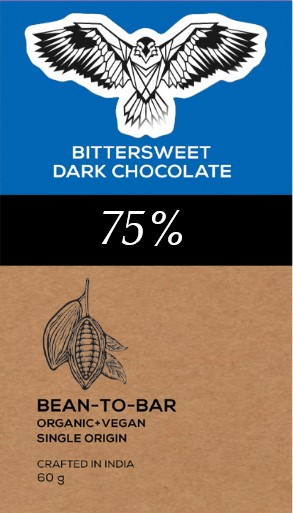 BITTERSWEET
DARK CHOCOLATE
75%
BEAN-TO-BAR
ORGANIC+VEGAN
SINGLE ORIGIN
CRAFTED IN INDIA
60 g